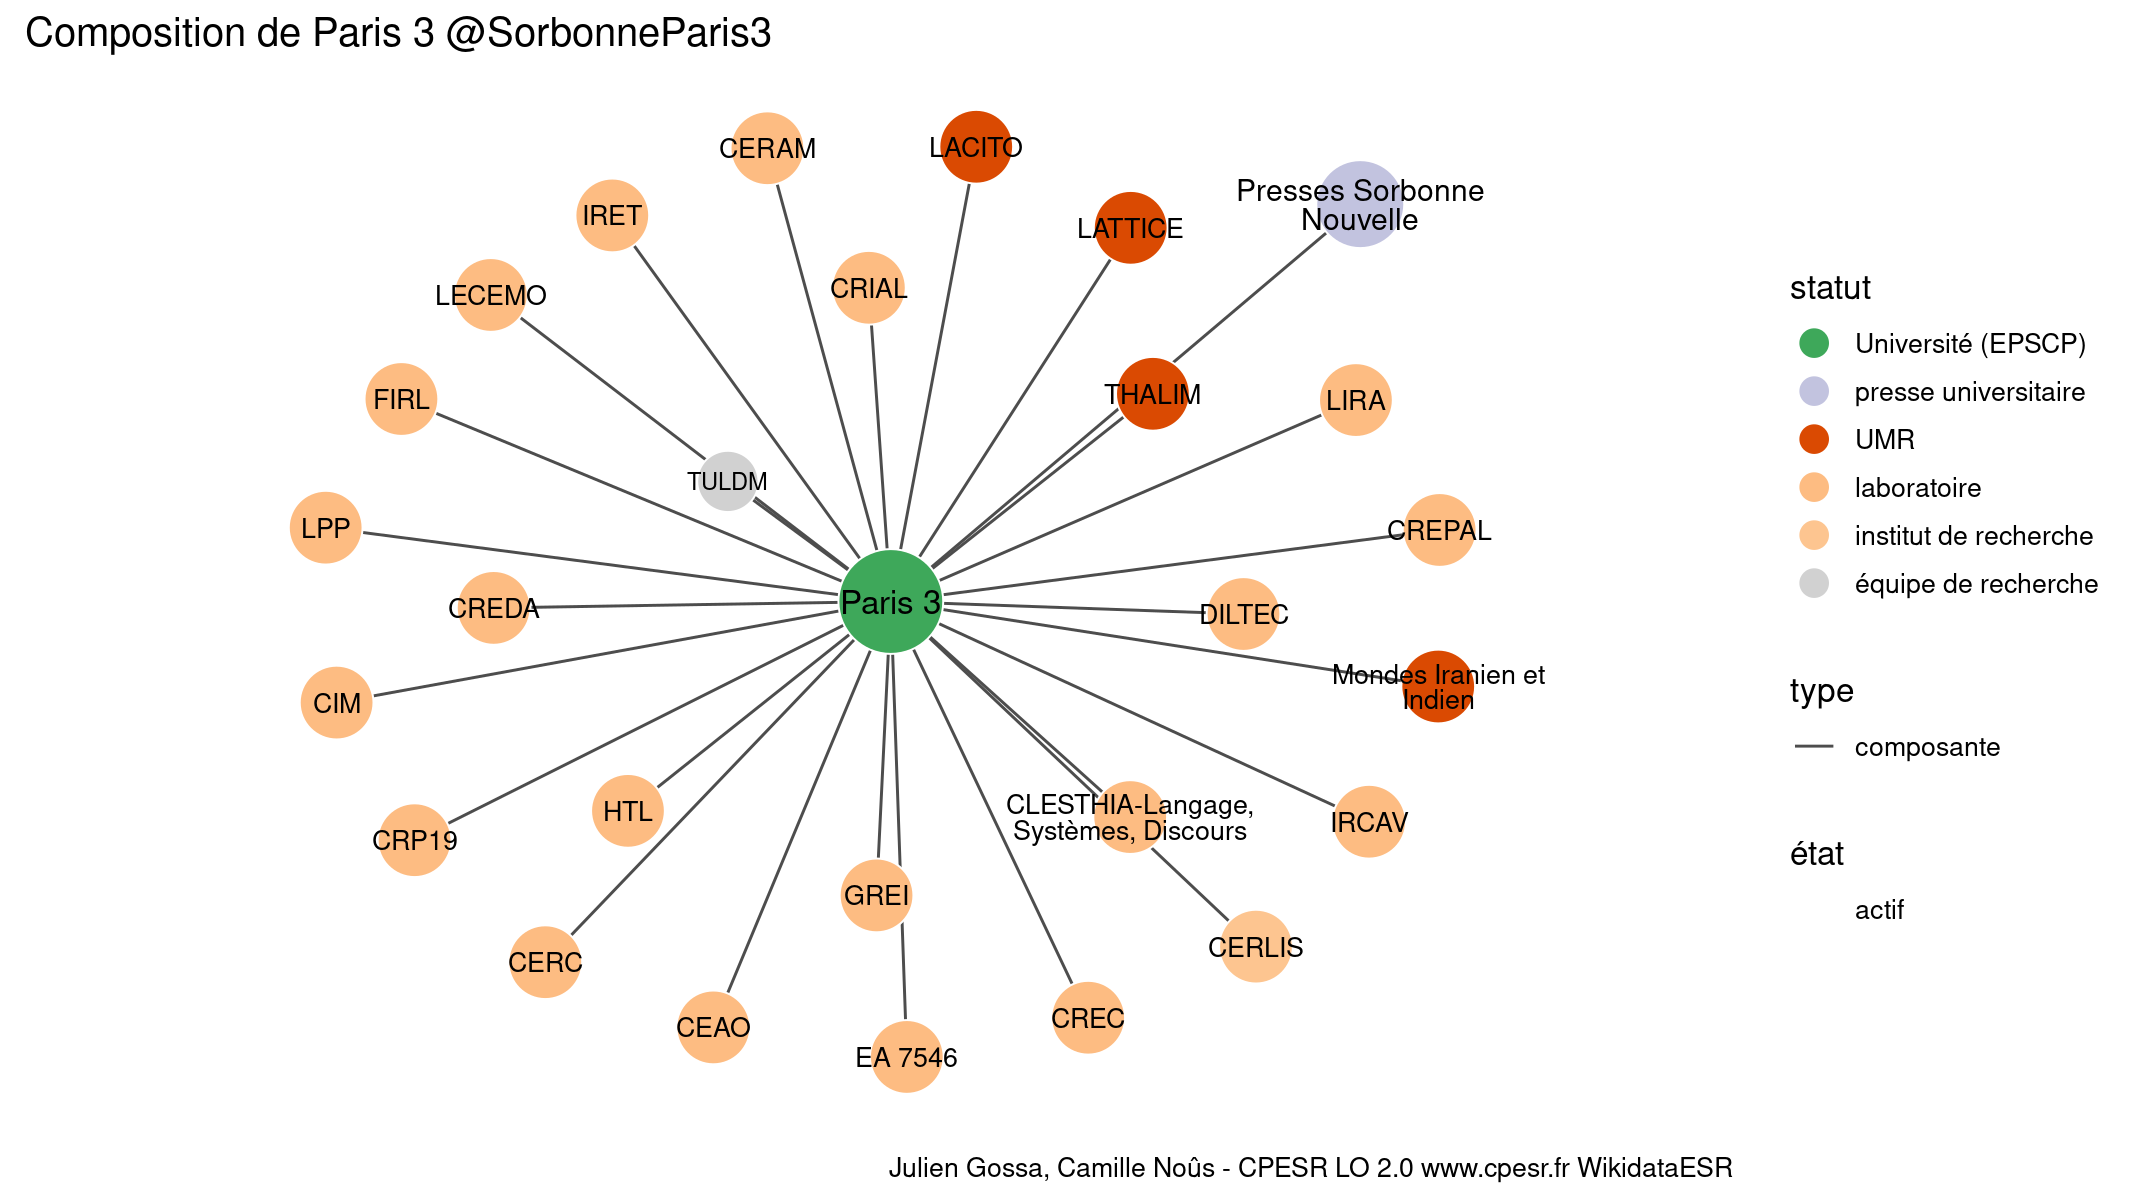 Composition de Paris 3 @SorbonneParis3
CERAM
LACITO
Presses Sorbonne
Nouvelle
IRET
LATTICE
CRIAL
LECEMO
THALIM
FIRL
LIRA
TULDM
LPP
CREPAL
Paris 3
CREDA
DILTEC
Mondes Iranien et
Indien
CIM
CLESTHIA-Langage,
Systèmes, Discours
HTL
IRCAV
CRP19
GREI
CERLIS
CERC
CREC
CEAO
EA 7546
statut
Université (EPSCP)
presse universitaire
UMR
laboratoire
institut de recherche
équipe de recherche
type
composante
état
actif
Julien Gossa, Camille Noûs - CPESR LO 2.0 www.cpesr.fr WikidataESR